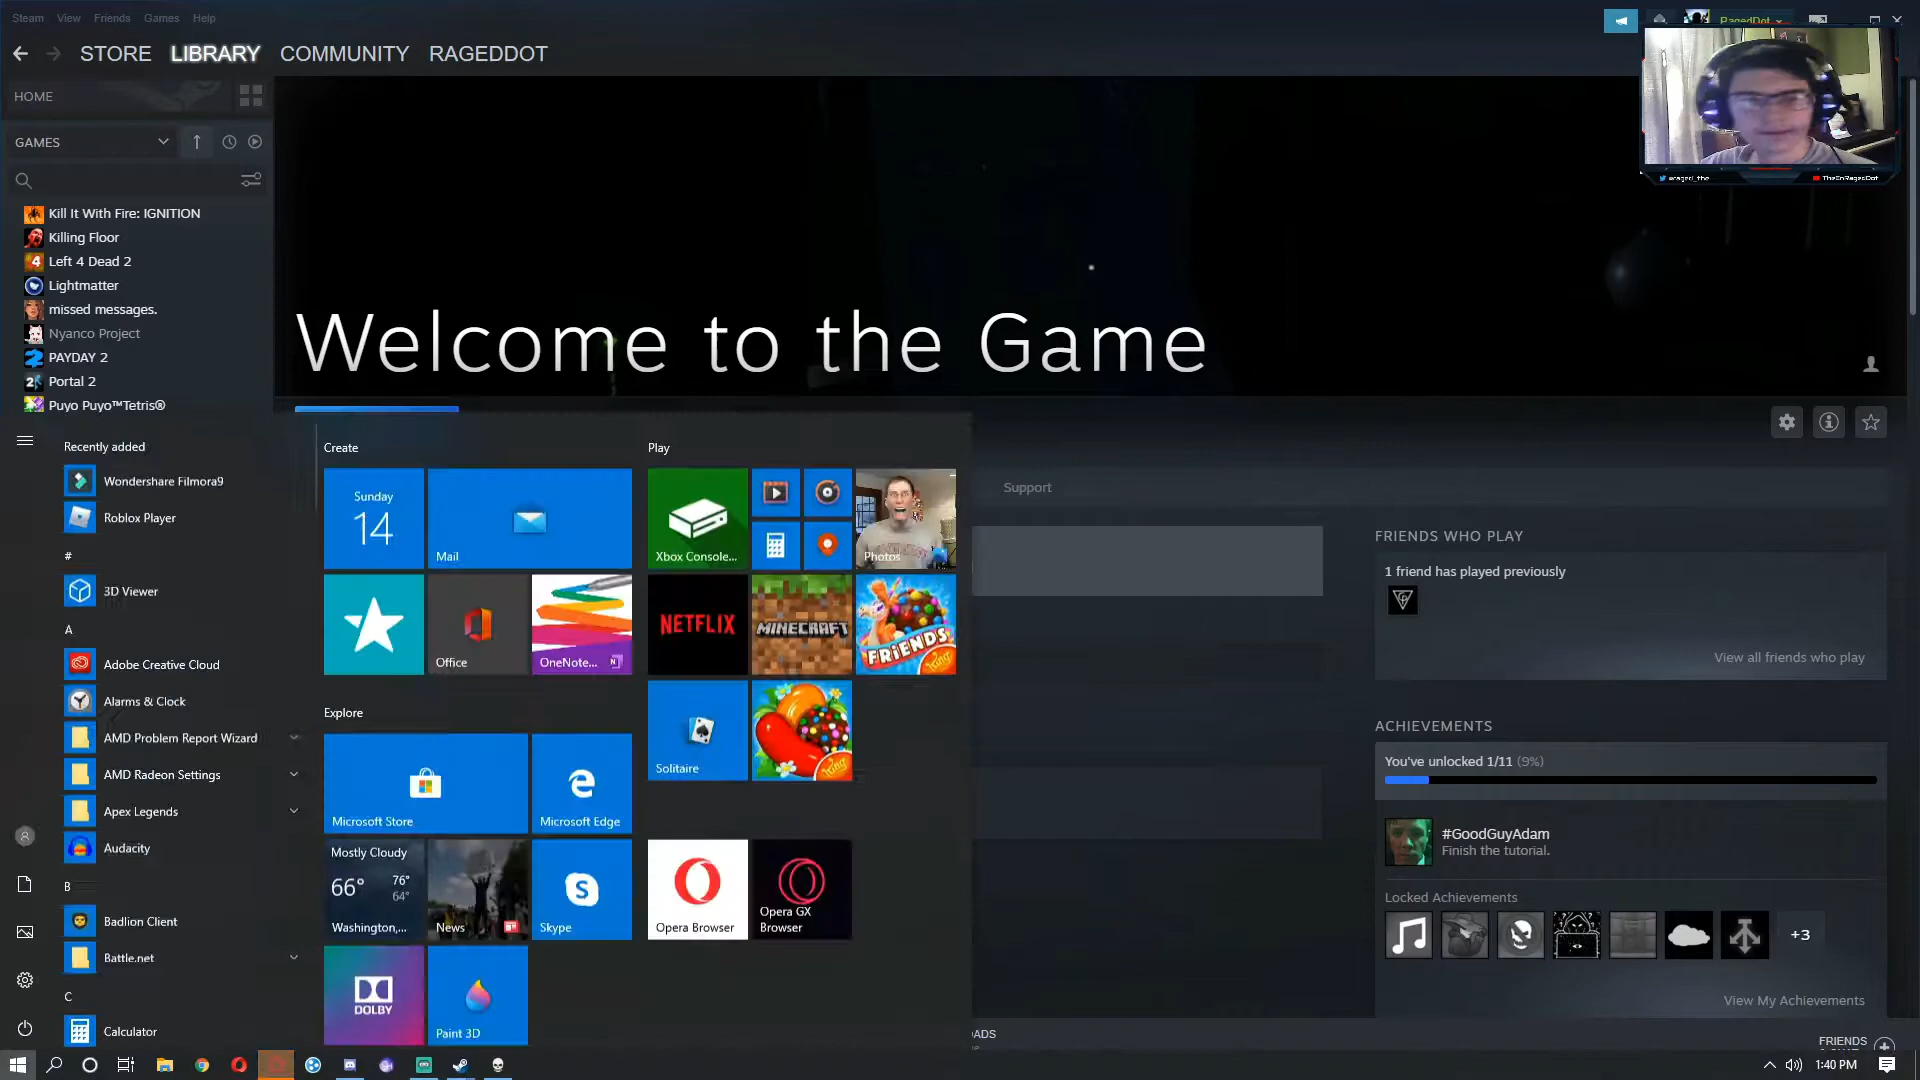 Steam View Friends Games Help
RagedDot
STORE LIBRARY COMMUNITY RAGEDDOT
HOME
GAMES
Kill It With Fire: IGNITION
Killing Floor
Left 4 Dead 2
Lightmatter
missed messages.
Nyanco Project
PAYDAY 2
Portal 2
Puyo Puyo™Tetris®
Welcome to the Game
eraged_the
TheEnRagedDot
Recently added
Wondershare Filmora9
Roblox Player
#
3D Viewer
A
Adobe Creative Cloud
Alarms & Clock
AMD Problem Report Wizard
AMD Radeon Settings
Apex Legends
Audacity
B
Badlion Client
Battle.net
C
Calculator
Create
Sunday
14
Mail
Office
OneNote...
Explore
Microsoft Store
Microsoft Edge
Mostly Cloudy
66° 76°
64°
Washington,...
News
Skype
DOLBY
Paint 3D
Play
Xbox Console...
Photos
NETFLIX
MINECRAFT
FRIENDS
King
Solitaire
King
Opera Browser
Opera GX
Browser
Support
FRIENDS WHO PLAY
1 friend has played previously
View all friends who play
ACHIEVEMENTS
You've unlocked 1/11 (9%)
#GoodGuyAdam
Finish the tutorial.
Locked Achievements
+3
View My Achievements
OADS
FRIENDS
1:40 PM